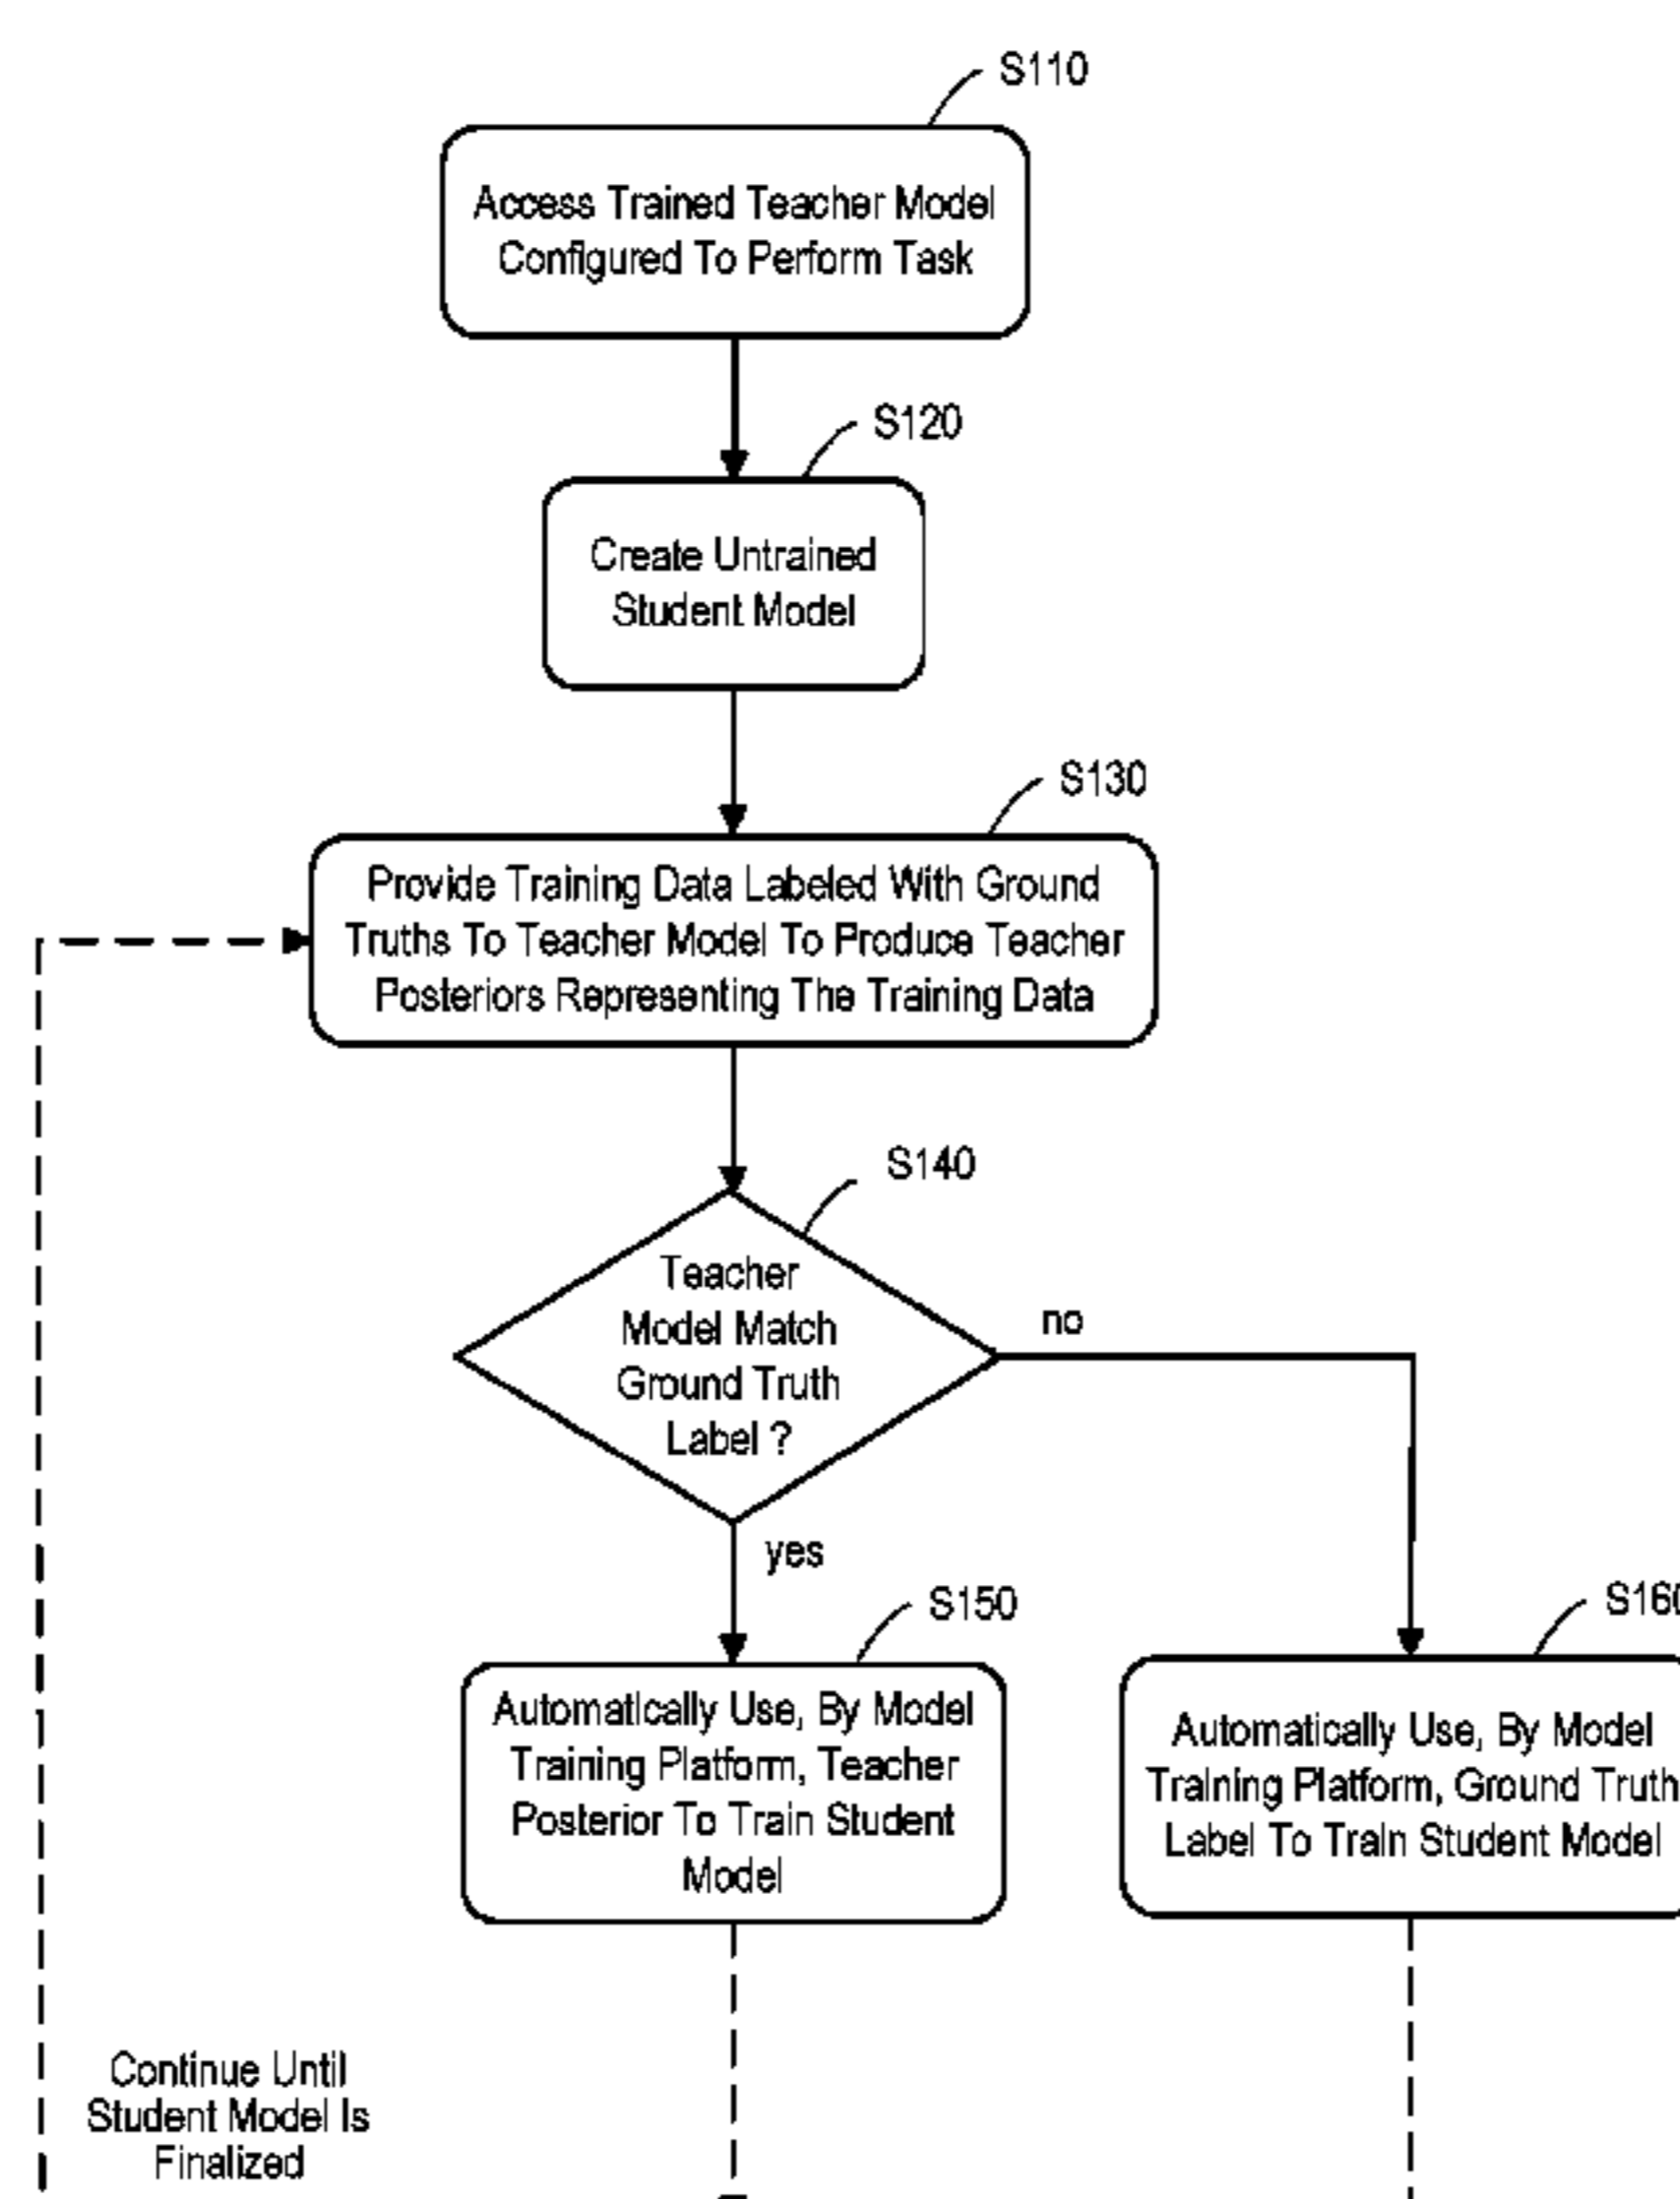 S110
Access Trained Teacher Model
Configured To Perform Task
S120
Create Untrained
Student Model
S130
Provide Training Data Labeled With Ground
Truths To Teacher Model To Produce Teacher
Posteriors Representing The Training Data
S140
Teacher
Model Match
Ground Truth
Label ?
no
yes
S150
Automatically Use, By Model
Training Platform, Teacher
Posterior To Train Student
Model
S160
Automatically Use, By Model
Training Platform, Ground Truth
Label To Train Student Model
Continue Until
Student Model Is
Finalized